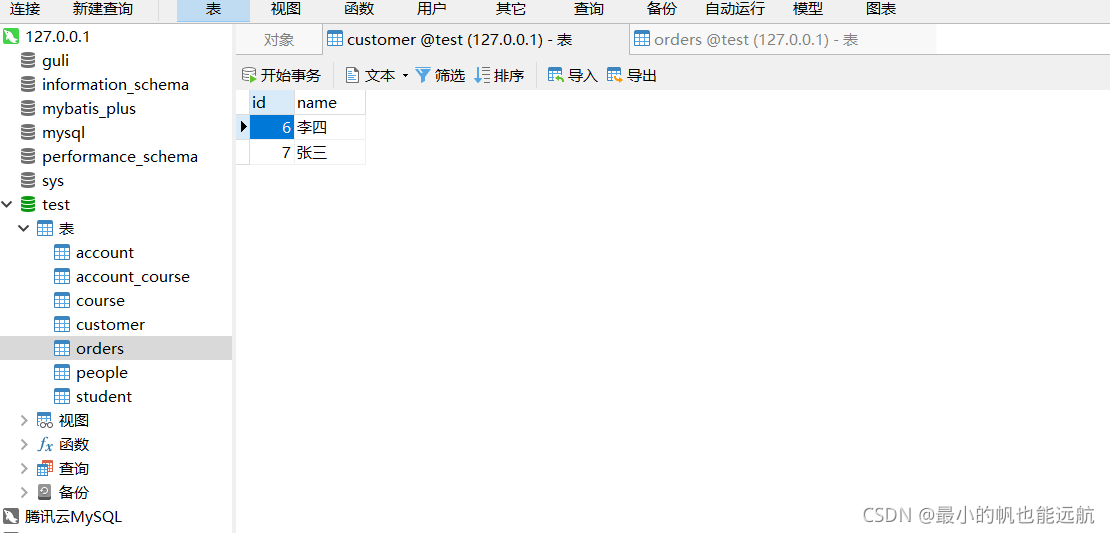 连接 新建查询 表 视图 函数 用户 其它 查询 备份 自动运行 模型 图表
127.0.0.1
guli
information_schema
mybatis_plus
mysql
performance_schema
sys
test
表
account
account_course
course
customer
orders
people
student
视图
函数
查询
备份
腾讯云MySQL
对象 customer @test (127.0.0.1) - 表 orders @test (127.0.0.1) - 表
开始事务 文本 筛选 排序 导入 导出
id name
6 李四
7 张三
CSDN @最小的帆也能远航